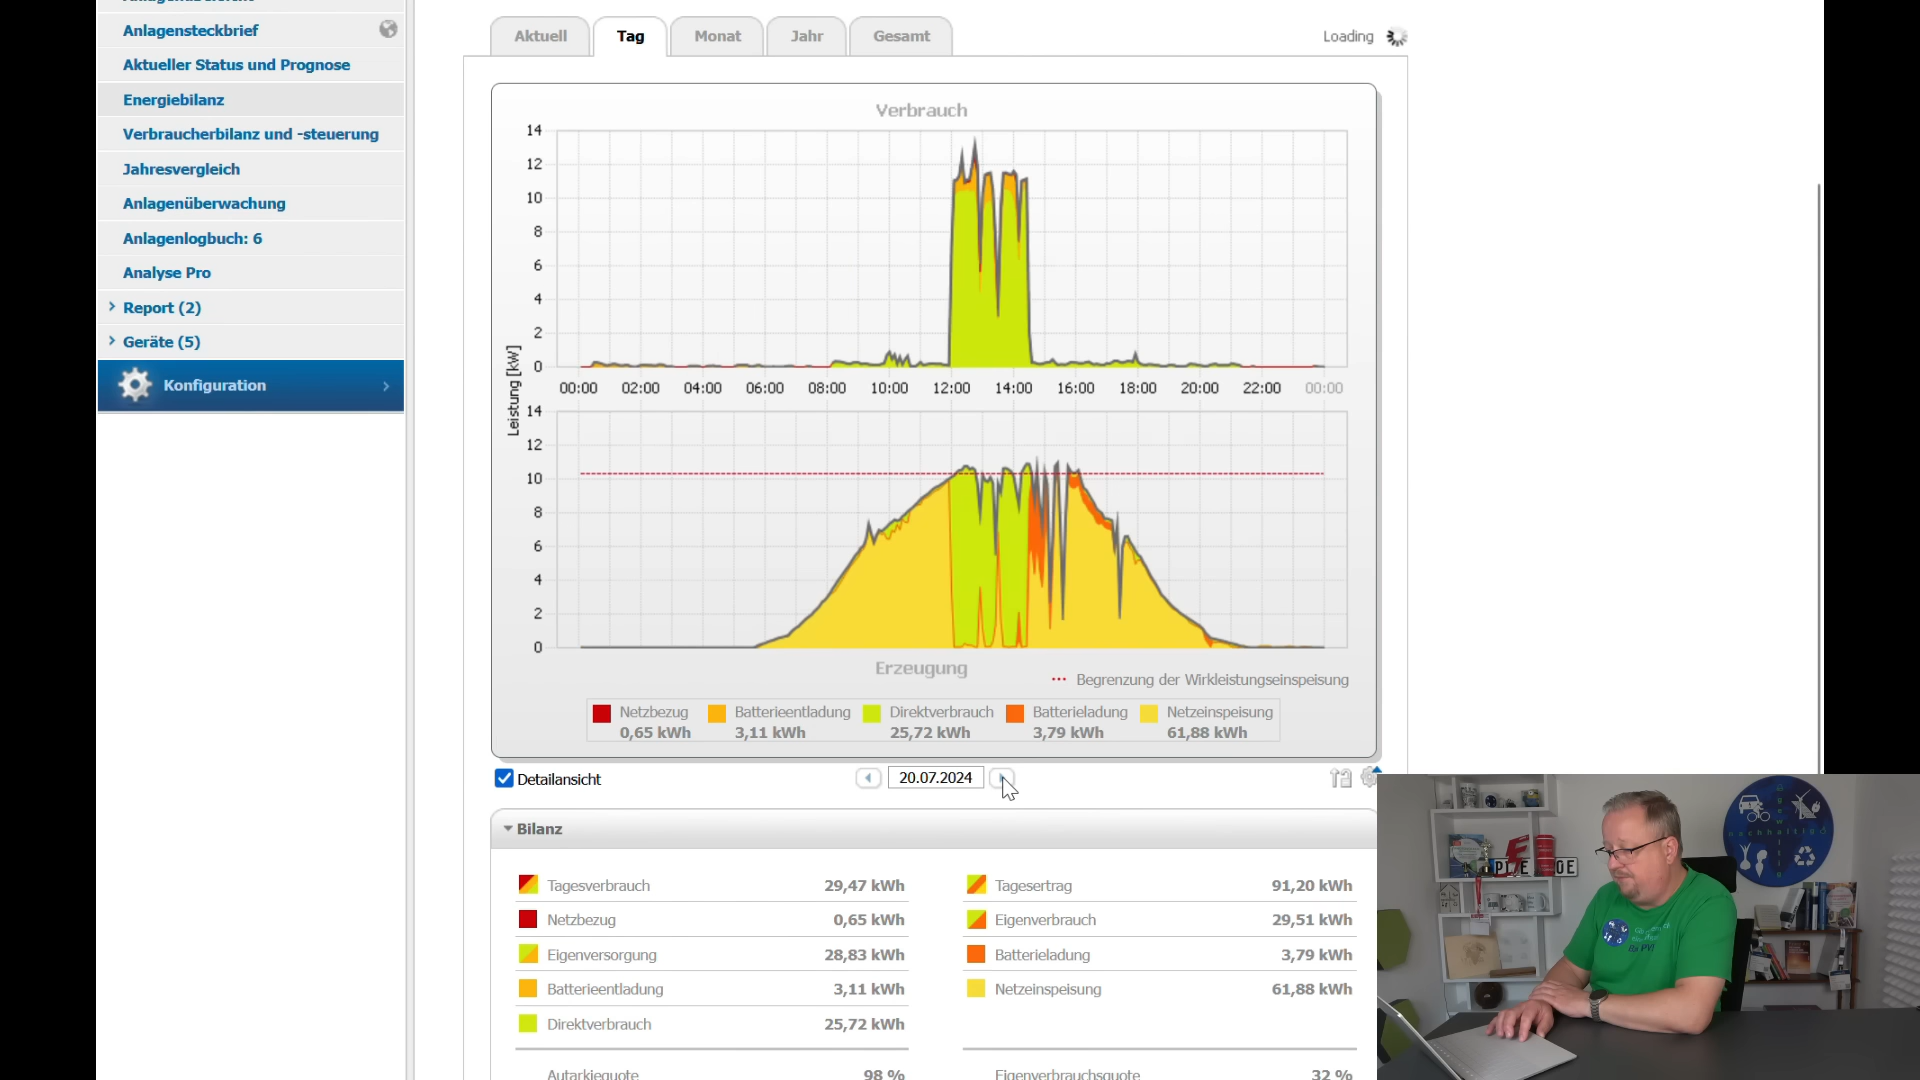 Anlagensteckbrief
Aktueller Status und Prognose
Energiebilanz
Verbraucherbilanz und -steuerung
Jahresvergleich
Anlagenüberwachung
Anlagenlogbuch: 6
Analyse Pro
Report (2)
Geräte (5)
Konfiguration
Aktuell Tag Monat Jahr Gesamt
Loading
Verbrauch
14
12
10
8
6
4
2
0
00:00 02:00 04:00 06:00 08:00 10:00 12:00 14:00 16:00 18:00 20:00 22:00 00:00
Leistung [kW]
14
12
10
8
6
4
2
0
Erzeugung
Begrenzung der Wirkleistungseinspeisung
Netzbezug Batterieentladung Direktverbrauch Batterieladung Netzeinspeisung
0,65 kWh 3,11 kWh 25,72 kWh 3,79 kWh 61,88 kWh
Detailansicht
20.07.2024
Bilanz
Tagesverbrauch 29,47 kWh
Netzbezug 0,65 kWh
Eigenversorgung 28,83 kWh
Batterieentladung 3,11 kWh
Direktverbrauch 25,72 kWh
Autarkiequote 98 %
Tagesertrag 91,20 kWh
Eigenverbrauch 29,51 kWh
Batterieladung 3,79 kWh
Netzeinspeisung 61,88 kWh
Eigenverbrauchsquote 32 %
nachhaltig